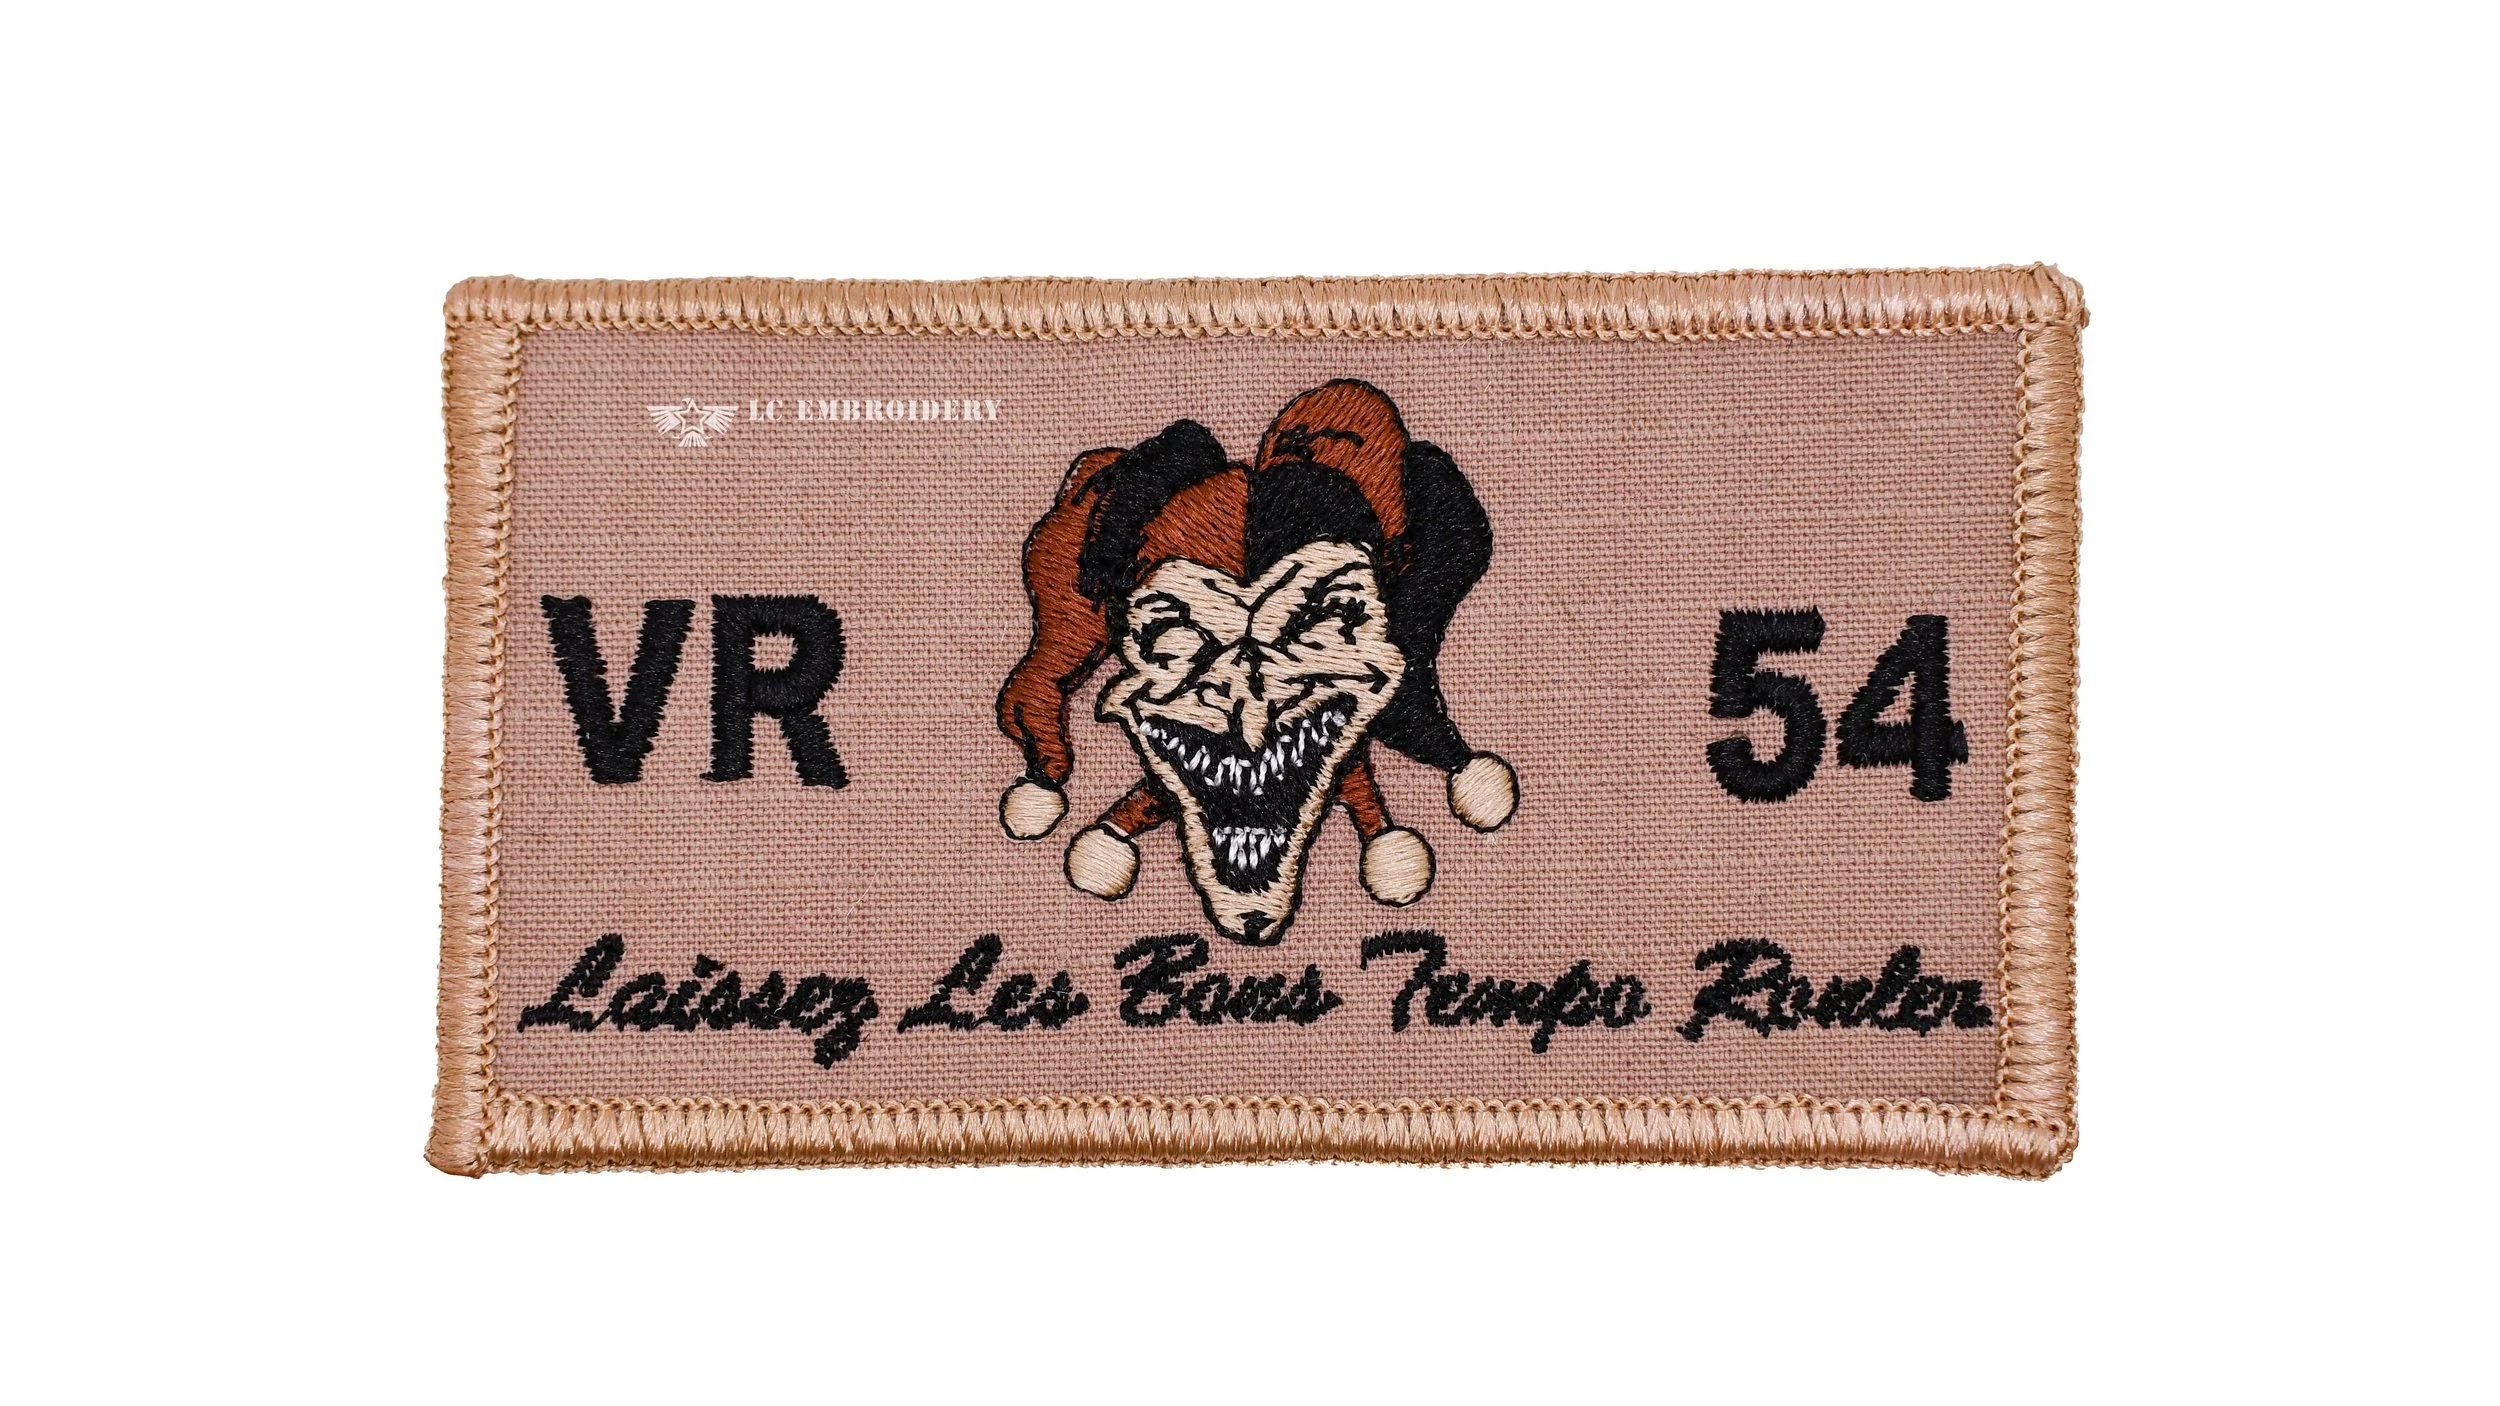 LC EMBROIDERY
VR 54
Laissez Les Bons Tempo Rouler